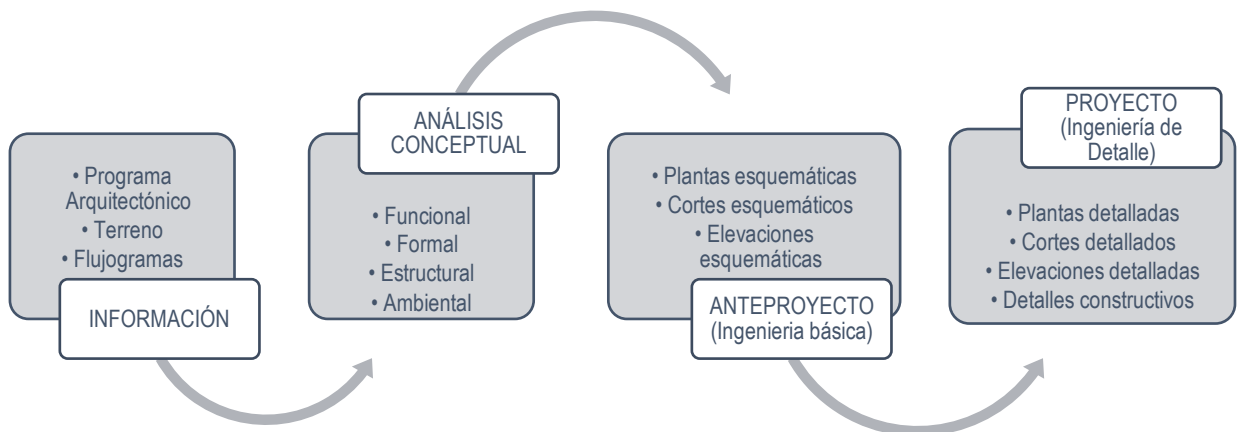 • Programa
Arquitectónico
• Terreno
• Flujogramas
INFORMACIÓN
ANÁLISIS
CONCEPTUAL
• Funcional
• Formal
• Estructural
• Ambiental
• Plantas esquemáticas
• Cortes esquemáticos
• Elevaciones
esquemáticas
ANTEPROYECTO
(Ingenieria básica)
PROYECTO
(Ingeniería de
Detalle)
• Plantas detalladas
• Cortes detallados
• Elevaciones detalladas
• Detalles constructivos